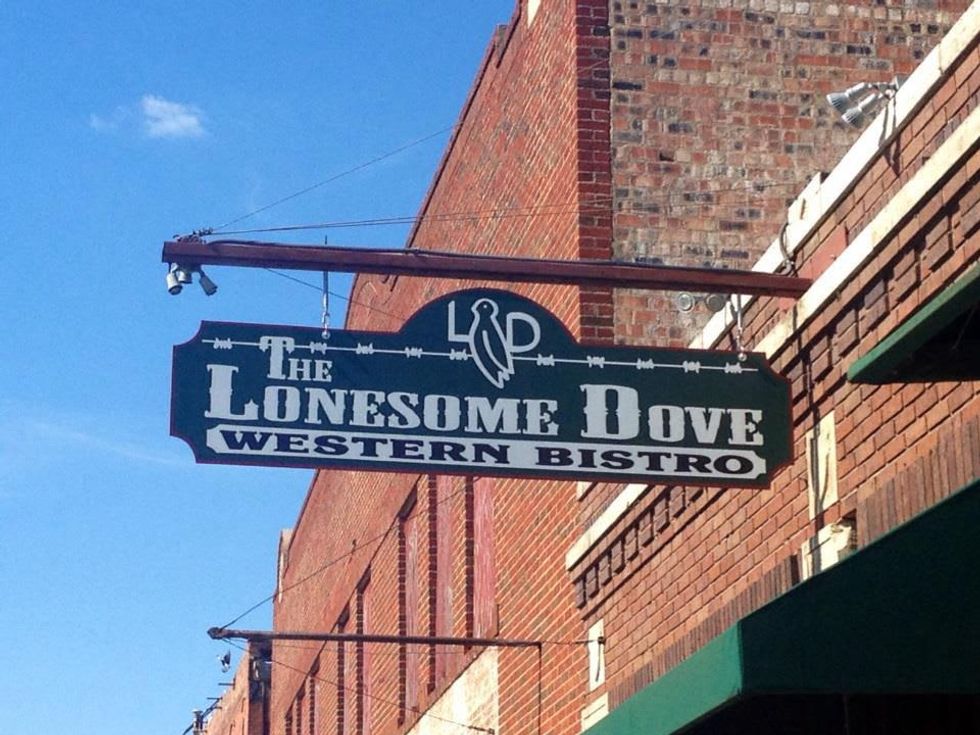 LD
THE
LONESOME DOVE
WESTERN BISTRO